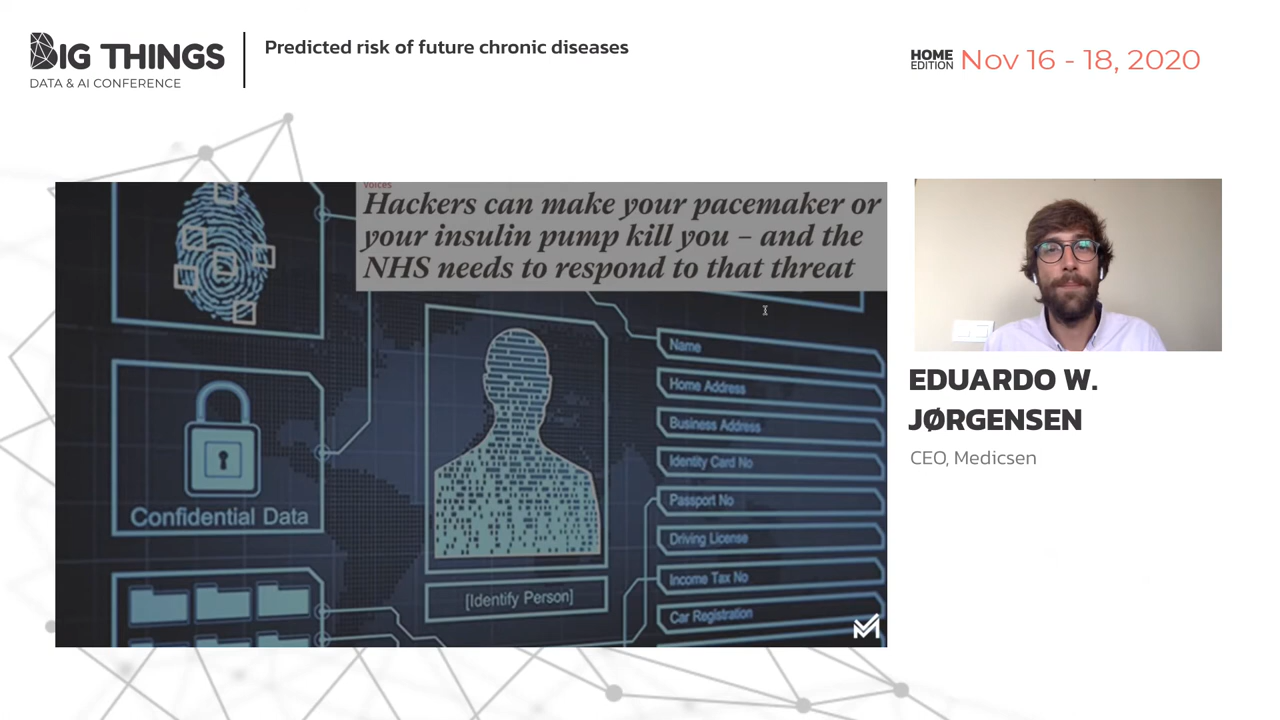 BIG THINGS
DATA & AI CONFERENCE
Predicted risk of future chronic diseases
HOME
EDITION
Nov 16 - 18, 2020
Voices
Hackers can make your pacemaker or
your insulin pump kill you – and the
NHS needs to respond to that threat
Confidential Data
[Identify Person]
Name
Home Address
Business Address
Identity Card No
Passport No
Driving License
Income Tax No
Car Registration
EDUARDO W.
JØRGENSEN
CEO, Medicsen